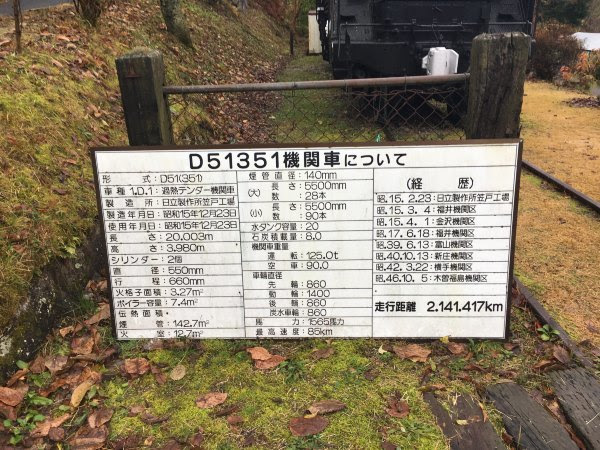 D51351機関車について
形 式: D51(351)
車種 1.D.1: 過熱テンダー機関車
製造所: 日立製作所笠戸工場
製造年月日: 昭和15年12月23日
使用年月日: 昭和15年12月23日
長さ: 20,003m
高さ: 3,980m
シリンダー: 2個
直径: 550mm
行程: 660mm
火格子面積: 3.27m²
ボイラー容量: 7.4m³
伝熱面積:
煙管: 142.7m²
火室: 12.7m²
煙管直径: 140mm
(大) 長さ: 5500mm
数: 28本
(小) 長さ: 5500mm
数: 90本
水タンク容量: 20
石炭積載量: 8.0
機関車重量
運転: 125.0t
空車: 90.0
車輪直径
先輪: 860
動輪: 1400
後輪: 860
炭水車輪: 860
馬力: 1565馬力
最高速度: 85km
(経 歴)
昭.15.2.23: 日立製作所笠戸工場
昭.15.3.4: 福井機関区
昭.15.4.1: 金沢機関区
昭.17.6.18: 福井機関区
昭.39.6.13: 富山機関区
昭.40.10.13: 新庄機関区
昭.42.3.22: 横手機関区
昭.46.10.5: 木曽福島機関区
走行距離 2.141.417km